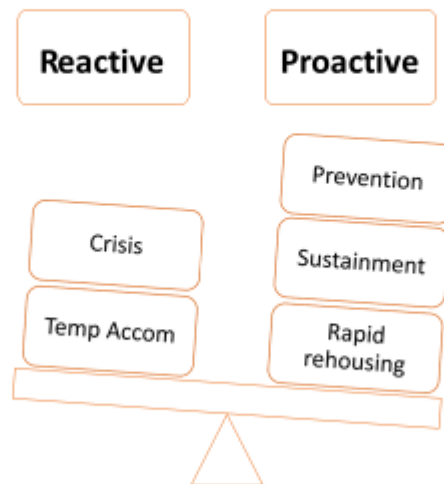 Reactive
Proactive
Crisis
Temp Accom
Prevention
Sustainment
Rapid
rehousing